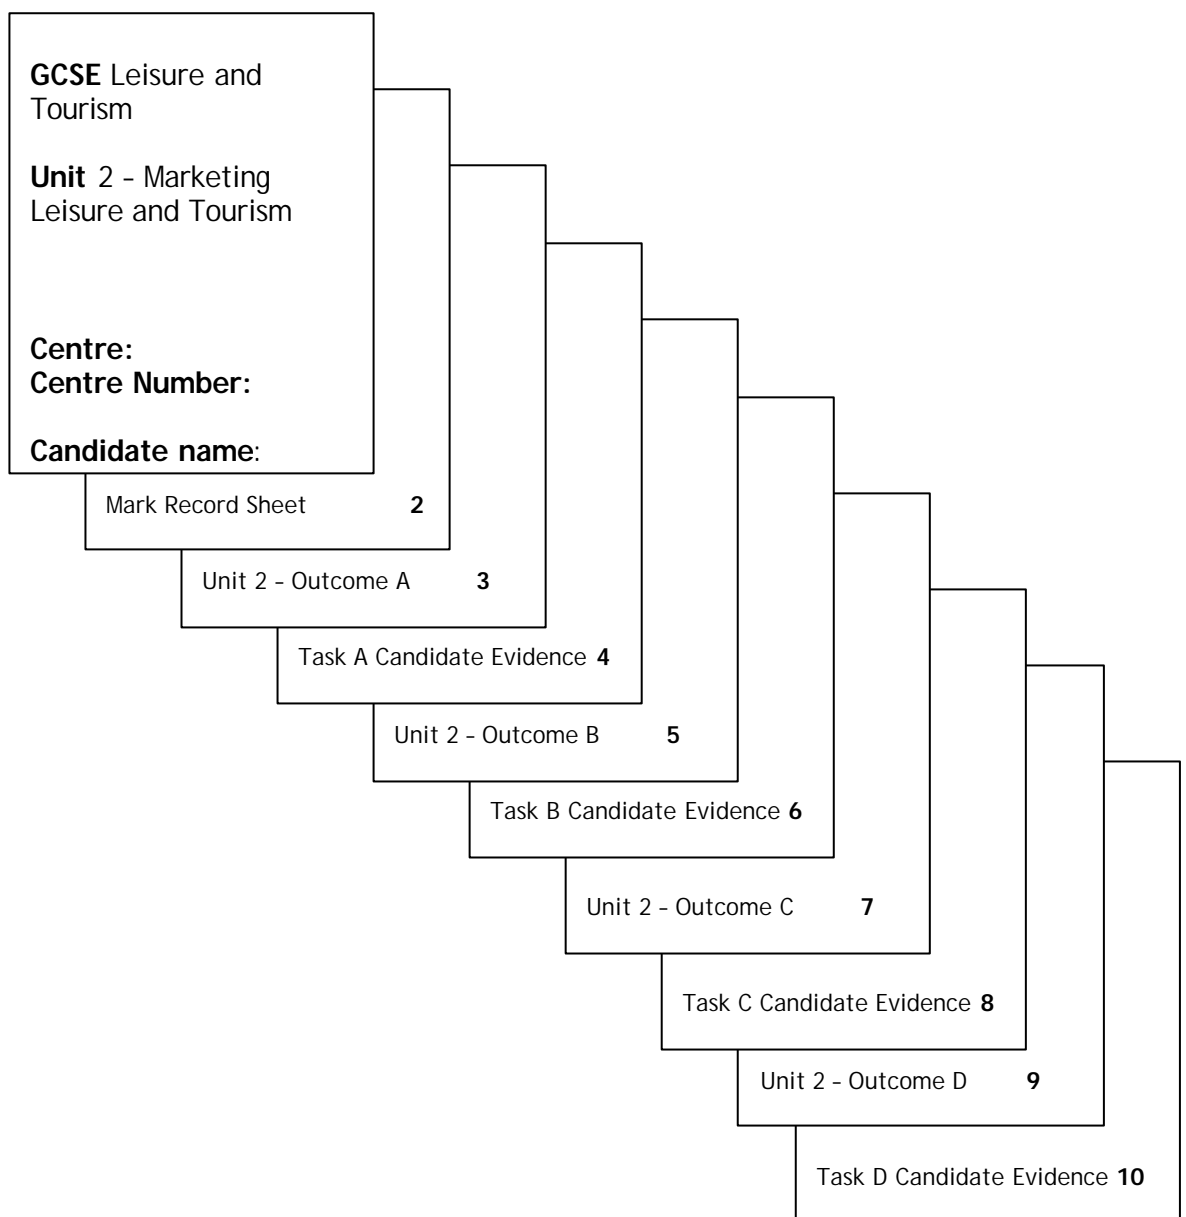 GCSE Leisure and
Tourism
Unit 2 – Marketing
Leisure and Tourism
Centre:
Centre Number:
Candidate name:
Mark Record Sheet 2
Unit 2 – Outcome A 3
Task A Candidate Evidence 4
Unit 2 – Outcome B 5
Task B Candidate Evidence 6
Unit 2 – Outcome C 7
Task C Candidate Evidence 8
Unit 2 – Outcome D 9
Task D Candidate Evidence 10